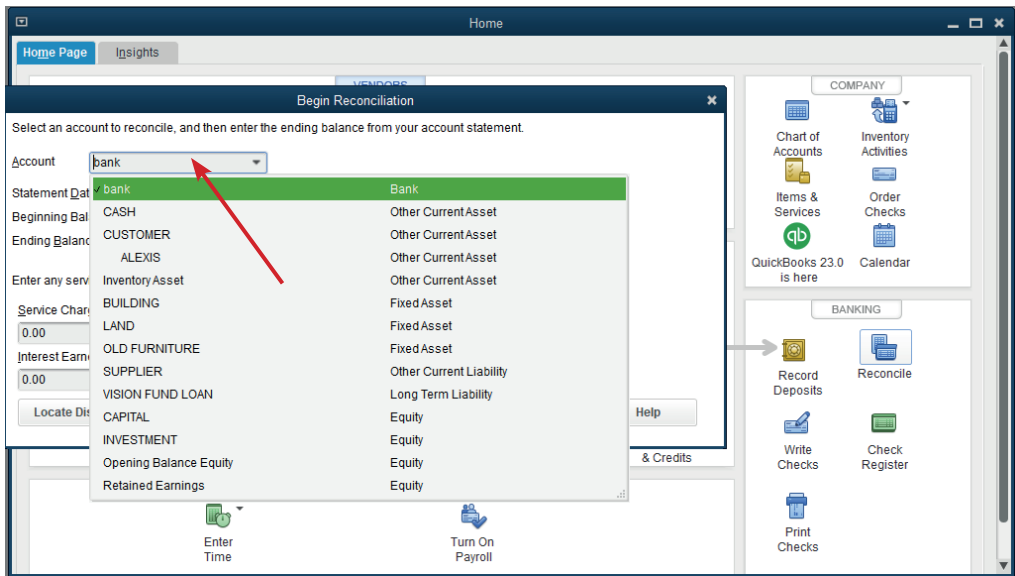 Home
Home Page Insights
VENDORS
COMPANY
Begin Reconciliation
Select an account to reconcile, and then enter the ending balance from your account statement.
Account bank
Statement Dat
Beginning Bal
Ending Balanc
Enter any serv
Service Char
0.00
Interest Earn
0.00
Locate Dis
Help
bank Bank
CASH Other Current Asset
CUSTOMER Other Current Asset
ALEXIS Other Current Asset
Inventory Asset Other Current Asset
BUILDING Fixed Asset
LAND Fixed Asset
OLD FURNITURE Fixed Asset
SUPPLIER Other Current Liability
VISION FUND LOAN Long Term Liability
CAPITAL Equity
INVESTMENT Equity
Opening Balance Equity Equity
Retained Earnings Equity
& Credits
Enter
Time
Turn On
Payroll
Chart of
Accounts
Inventory
Activities
Items &
Services
Order
Checks
qb
QuickBooks 23.0
is here
Calendar
BANKING
Record
Deposits
Reconcile
Write
Checks
Check
Register
Print
Checks